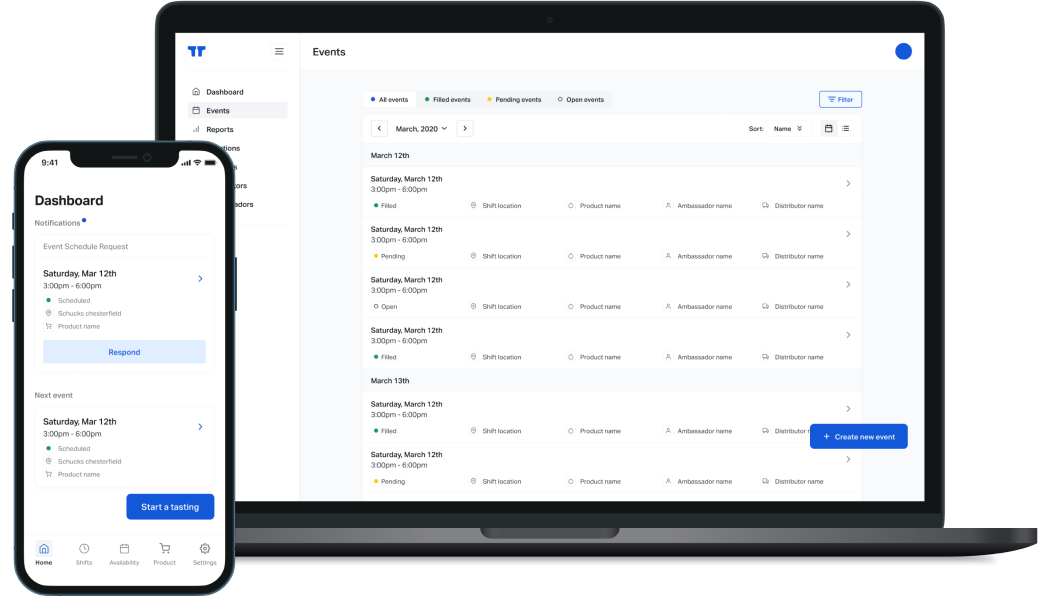 Events
Dashboard
Events
Reports
All events
Filled events
Pending events
Open events
Filter
March, 2020
Sort: Name
March 12th
Saturday, March 12th
3:00pm - 6:00pm
Filled
Shift location
Product name
Ambassador name
Distributor name
Saturday, March 12th
3:00pm - 6:00pm
Pending
Shift location
Product name
Ambassador name
Distributor name
Saturday, March 12th
3:00pm - 6:00pm
Open
Shift location
Product name
Ambassador name
Distributor name
Saturday, March 12th
3:00pm - 6:00pm
Filled
Shift location
Product name
Ambassador name
Distributor name
March 13th
Saturday, March 12th
3:00pm - 6:00pm
Filled
Shift location
Product name
Ambassador name
Distributor
+ Create new event
Saturday, March 12th
3:00pm - 6:00pm
Pending
Shift location
Product name
Ambassador name
Distributor name
9:41
Dashboard
Notifications
Event Schedule Request
Saturday, Mar 12th
3:00pm - 6:00pm
Scheduled
Schucks chesterfield
Product name
Respond
Next event
Saturday, Mar 12th
3:00pm - 6:00pm
Scheduled
Schucks chesterfield
Product name
Start a tasting
Home
Shifts
Availability
Product
Settings